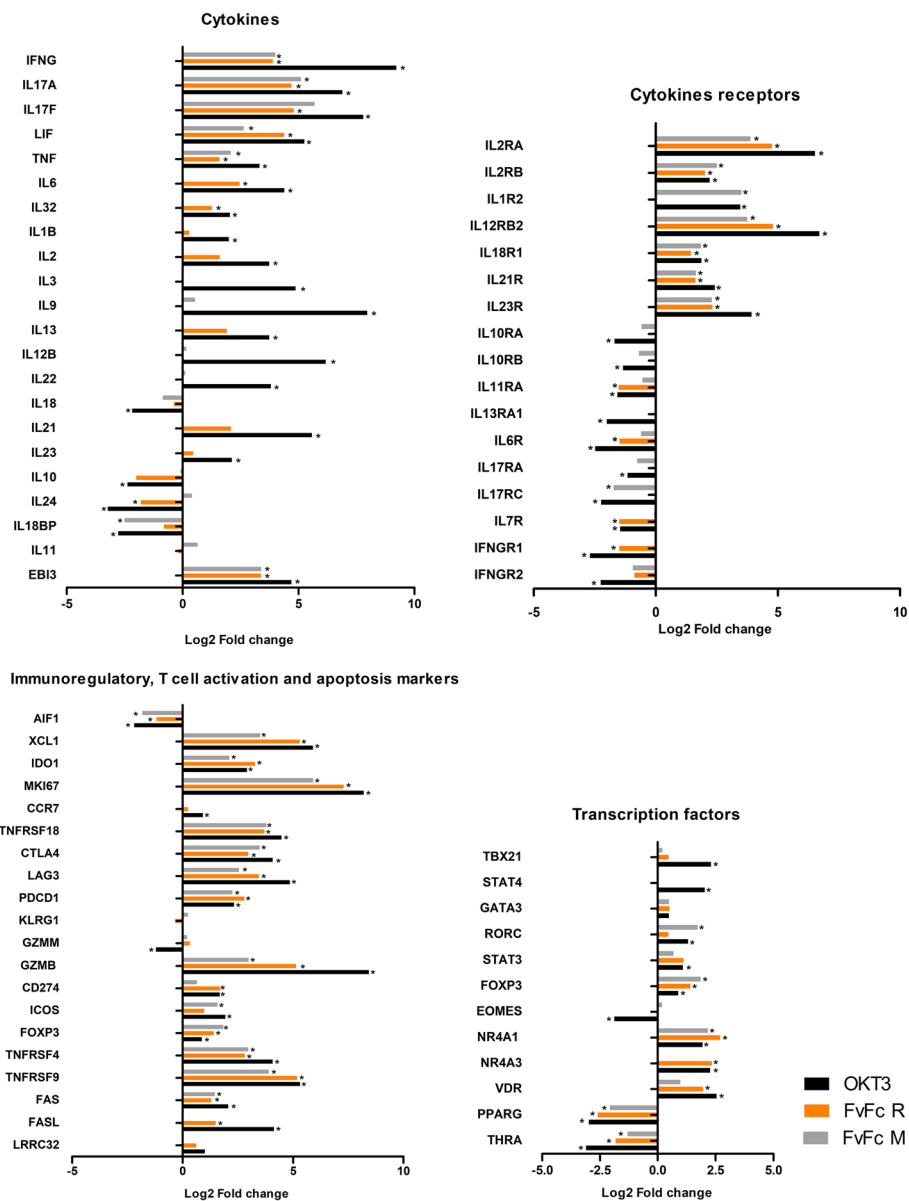 Cytokines
IFNG
IL17A
IL17F
LIF
TNF
IL6
IL32
IL1B
IL2
IL3
IL9
IL13
IL12B
IL22
IL18
IL21
IL23
IL10
IL24
IL18BP
IL11
EBI3
-5 0 5 10
Log2 Fold change
Cytokines receptors
IL2RA
IL2RB
IL1R2
IL12RB2
IL18R1
IL21R
IL23R
IL10RA
IL10RB
IL11RA
IL13RA1
IL6R
IL17RA
IL17RC
IL7R
IFNGR1
IFNGR2
-5 0 5 10
Log2 Fold change
Immunoregulatory, T cell activation and apoptosis markers
AIF1
XCL1
IDO1
MKI67
CCR7
TNFRSF18
CTLA4
LAG3
PDCD1
KLRG1
GZMM
GZMB
CD274
ICOS
FOXP3
TNFRSF4
TNFRSF9
FAS
FASL
LRRC32
-5 0 5 10
Log2 Fold change
Transcription factors
TBX21
STAT4
GATA3
RORC
STAT3
FOXP3
EOMES
NR4A1
NR4A3
VDR
PPARG
THRA
-5.0 -2.5 0.0 2.5 5.0
Log2 Fold change
OKT3
FvFc R
FvFc M